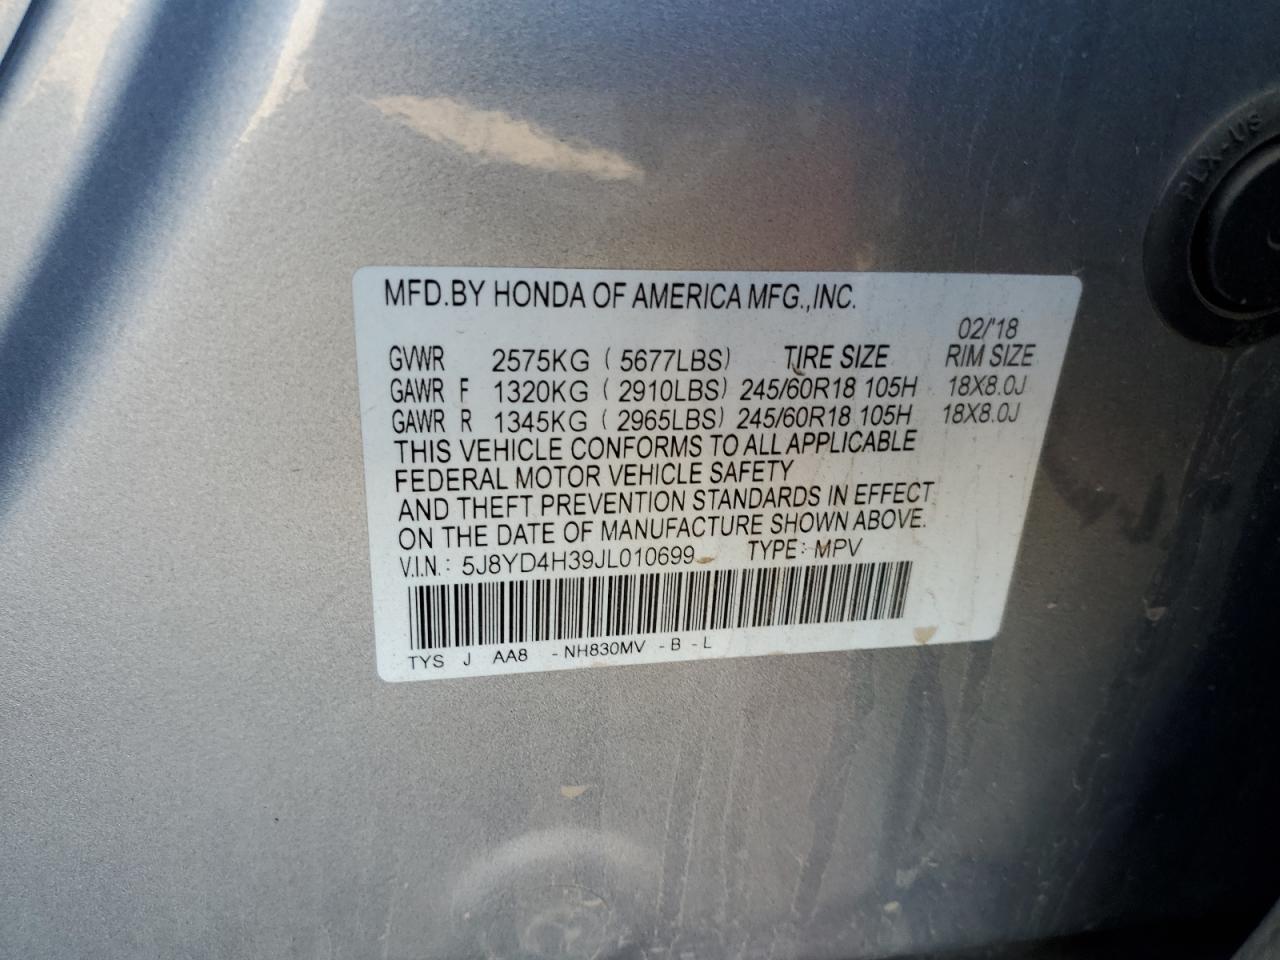 PLX-US
MFD.BY HONDA OF AMERICA MFG.,INC.
02/'18
GVWR 2575KG ( 5677LBS) TIRE SIZE RIM SIZE
GAWR F 1320KG ( 2910LBS) 245/60R18 105H 18X8.0J
GAWR R 1345KG ( 2965LBS) 245/60R18 105H 18X8.0J
THIS VEHICLE CONFORMS TO ALL APPLICABLE
FEDERAL MOTOR VEHICLE SAFETY
AND THEFT PREVENTION STANDARDS IN EFFECT
ON THE DATE OF MANUFACTURE SHOWN ABOVE.
V.I.N.: 5J8YD4H39JL010699 TYPE: MPV
TYS J AA8 -NH830MV -B -L